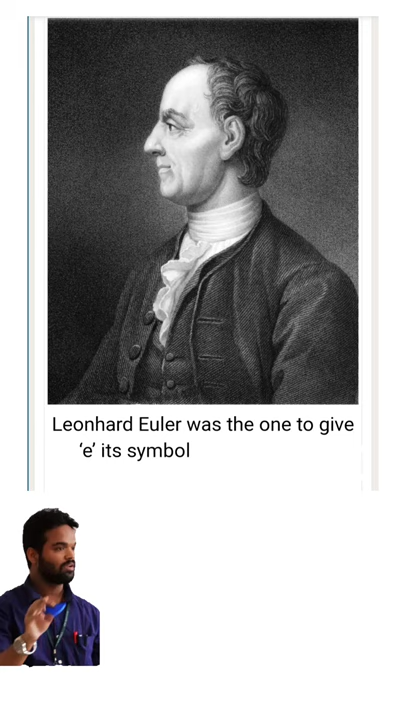 Leonhard Euler was the one to give
‘e’ its symbol